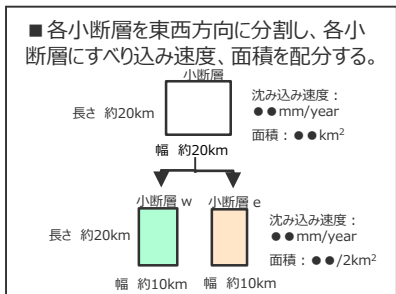 ■各小断層を東西方向に分割し、各小
断層にすべり込み速度、面積を配分する。
小断層
長さ 約20km
沈み込み速度：
●●mm/year
面積：●●km²
幅 約20km
小断層 w 小断層 e
長さ 約20km
沈み込み速度：
●●mm/year
面積：●●/2km²
幅 約10km 幅 約10km